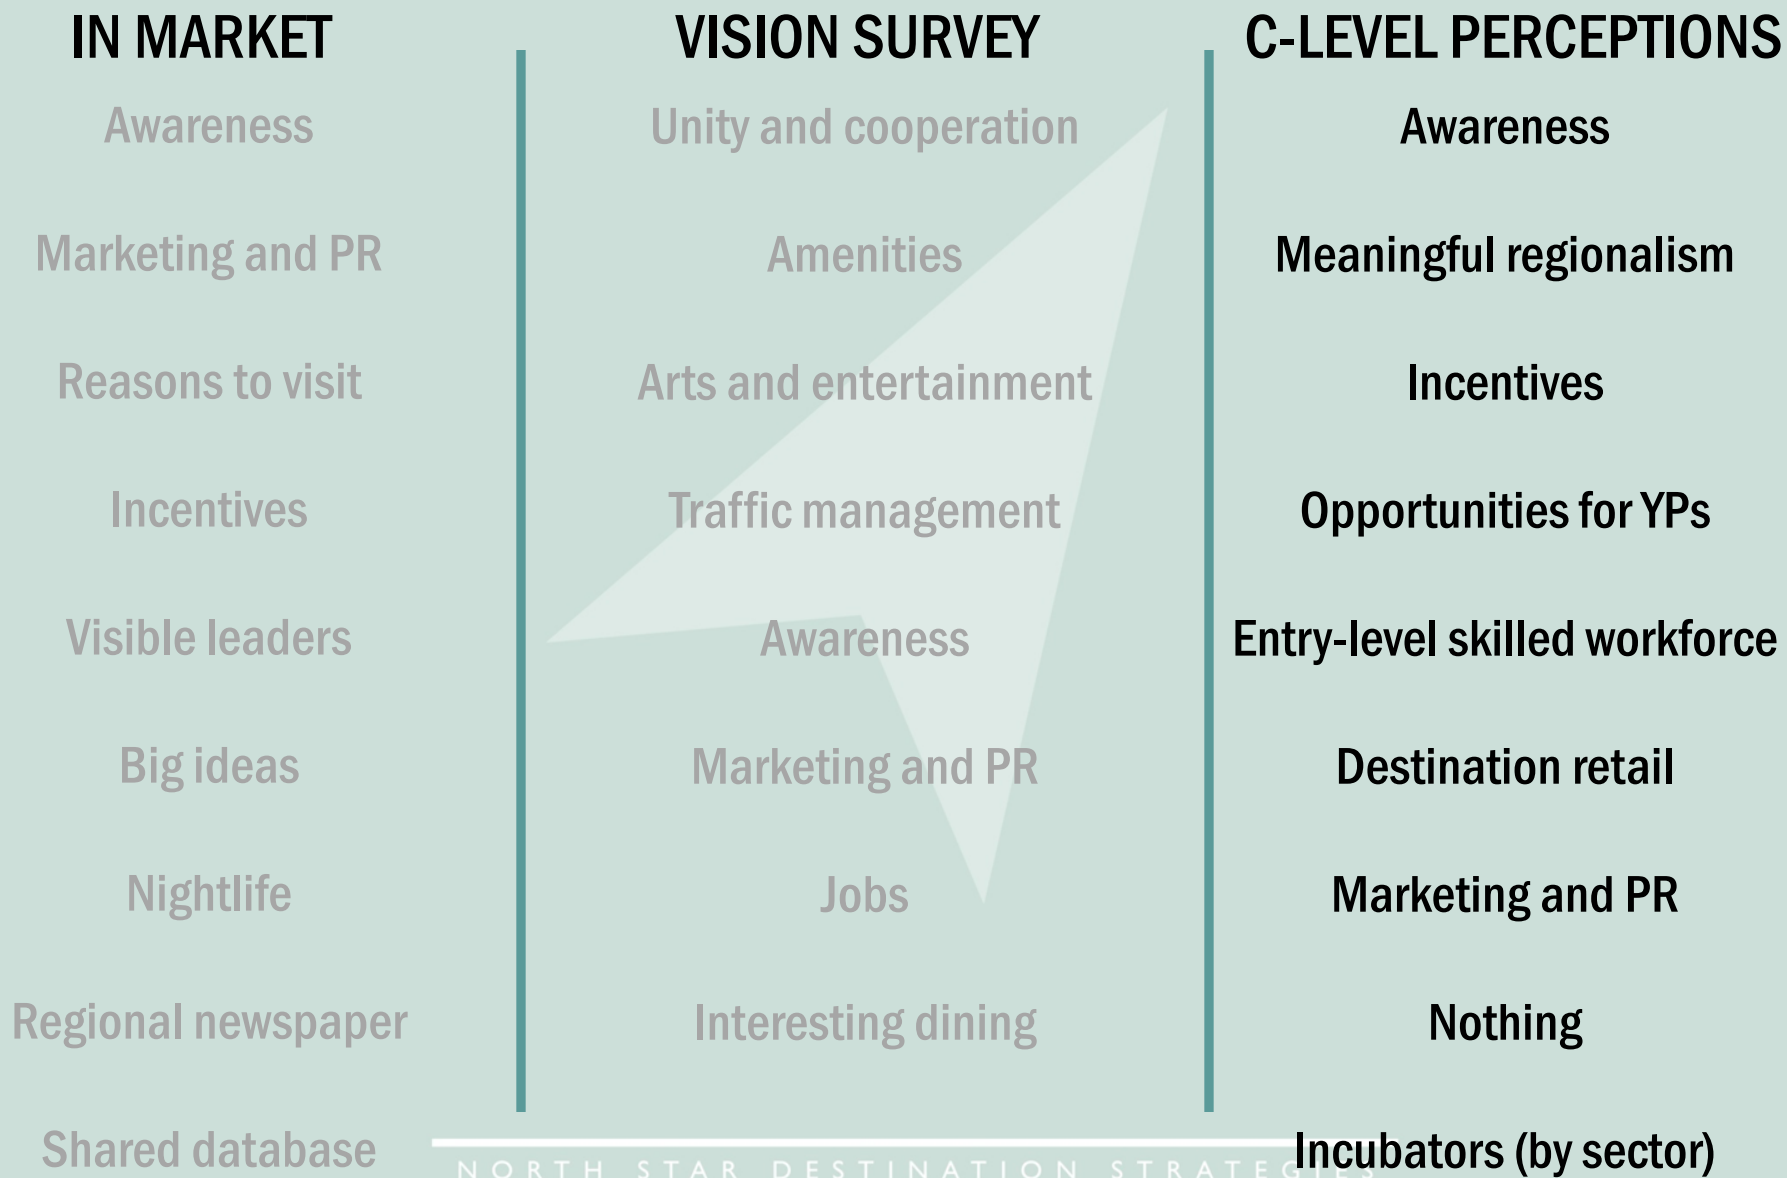 IN MARKET
Awareness
Marketing and PR
Reasons to visit
Incentives
Visible leaders
Big ideas
Nightlife
Regional newspaper
Shared database
VISION SURVEY
Unity and cooperation
Amenities
Arts and entertainment
Traffic management
Awareness
Marketing and PR
Jobs
Interesting dining
C-LEVEL PERCEPTIONS
Awareness
Meaningful regionalism
Incentives
Opportunities for YPs
Entry-level skilled workforce
Destination retail
Marketing and PR
Nothing
Incubators (by sector)
NORTH STAR DESTINATION STRATEGIES